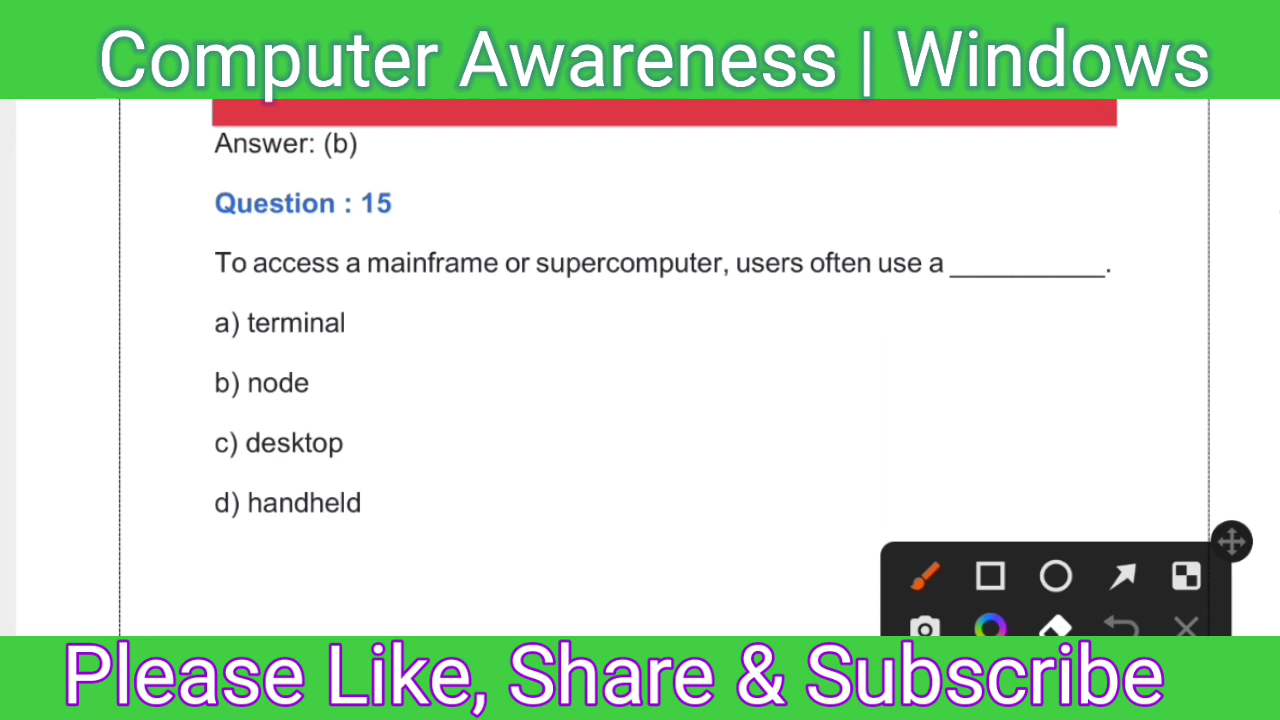 Computer Awareness | Windows
Answer: (b)
Question : 15
To access a mainframe or supercomputer, users often use a ___________.
a) terminal
b) node
c) desktop
d) handheld
Please Like, Share & Subscribe